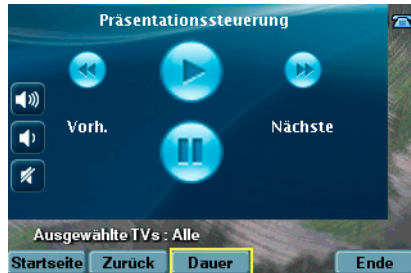 Präsentationssteuerung
Vorh. Nächste
Ausgewählte TVs : Alle
Startseite Zurück Dauer Ende